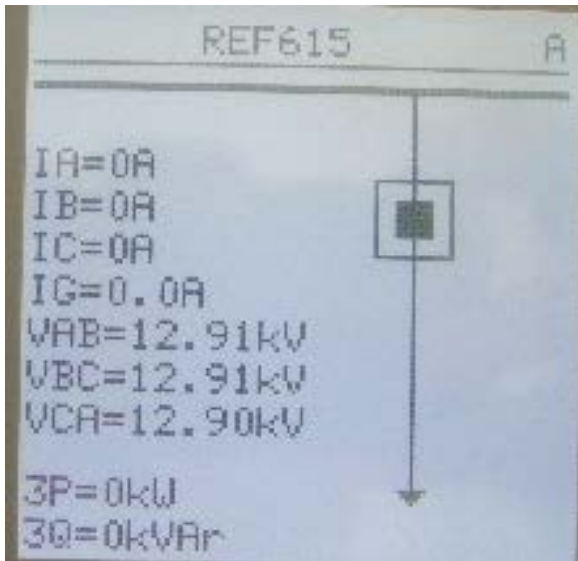 REF615 A
IA=0A
IB=0A
IC=0A
IG=0.0A
VAB=12.91kV
VBC=12.91kV
VCA=12.90kV
3P=0kW
3Q=0kVAr